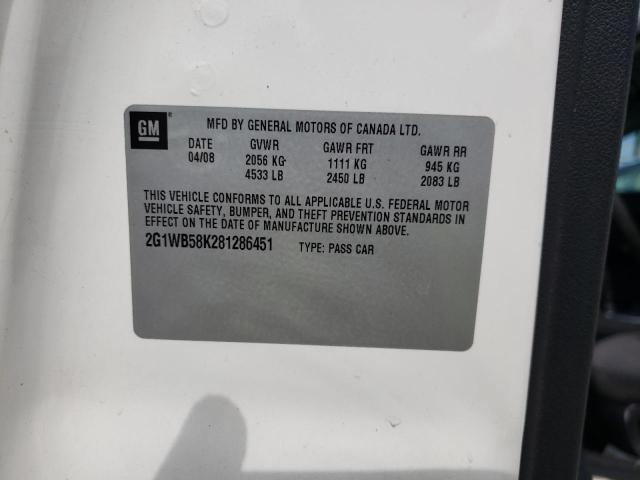 GM
MFD BY GENERAL MOTORS OF CANADA LTD.
DATE GVWR GAWR FRT GAWR RR
04/08 2056 KG 1111 KG 945 KG
4533 LB 2450 LB 2083 LB
THIS VEHICLE CONFORMS TO ALL APPLICABLE U.S. FEDERAL MOTOR
VEHICLE SAFETY, BUMPER, AND THEFT PREVENTION STANDARDS IN
EFFECT ON THE DATE OF MANUFACTURE SHOWN ABOVE.
2G1WB58K281286451 TYPE: PASS CAR